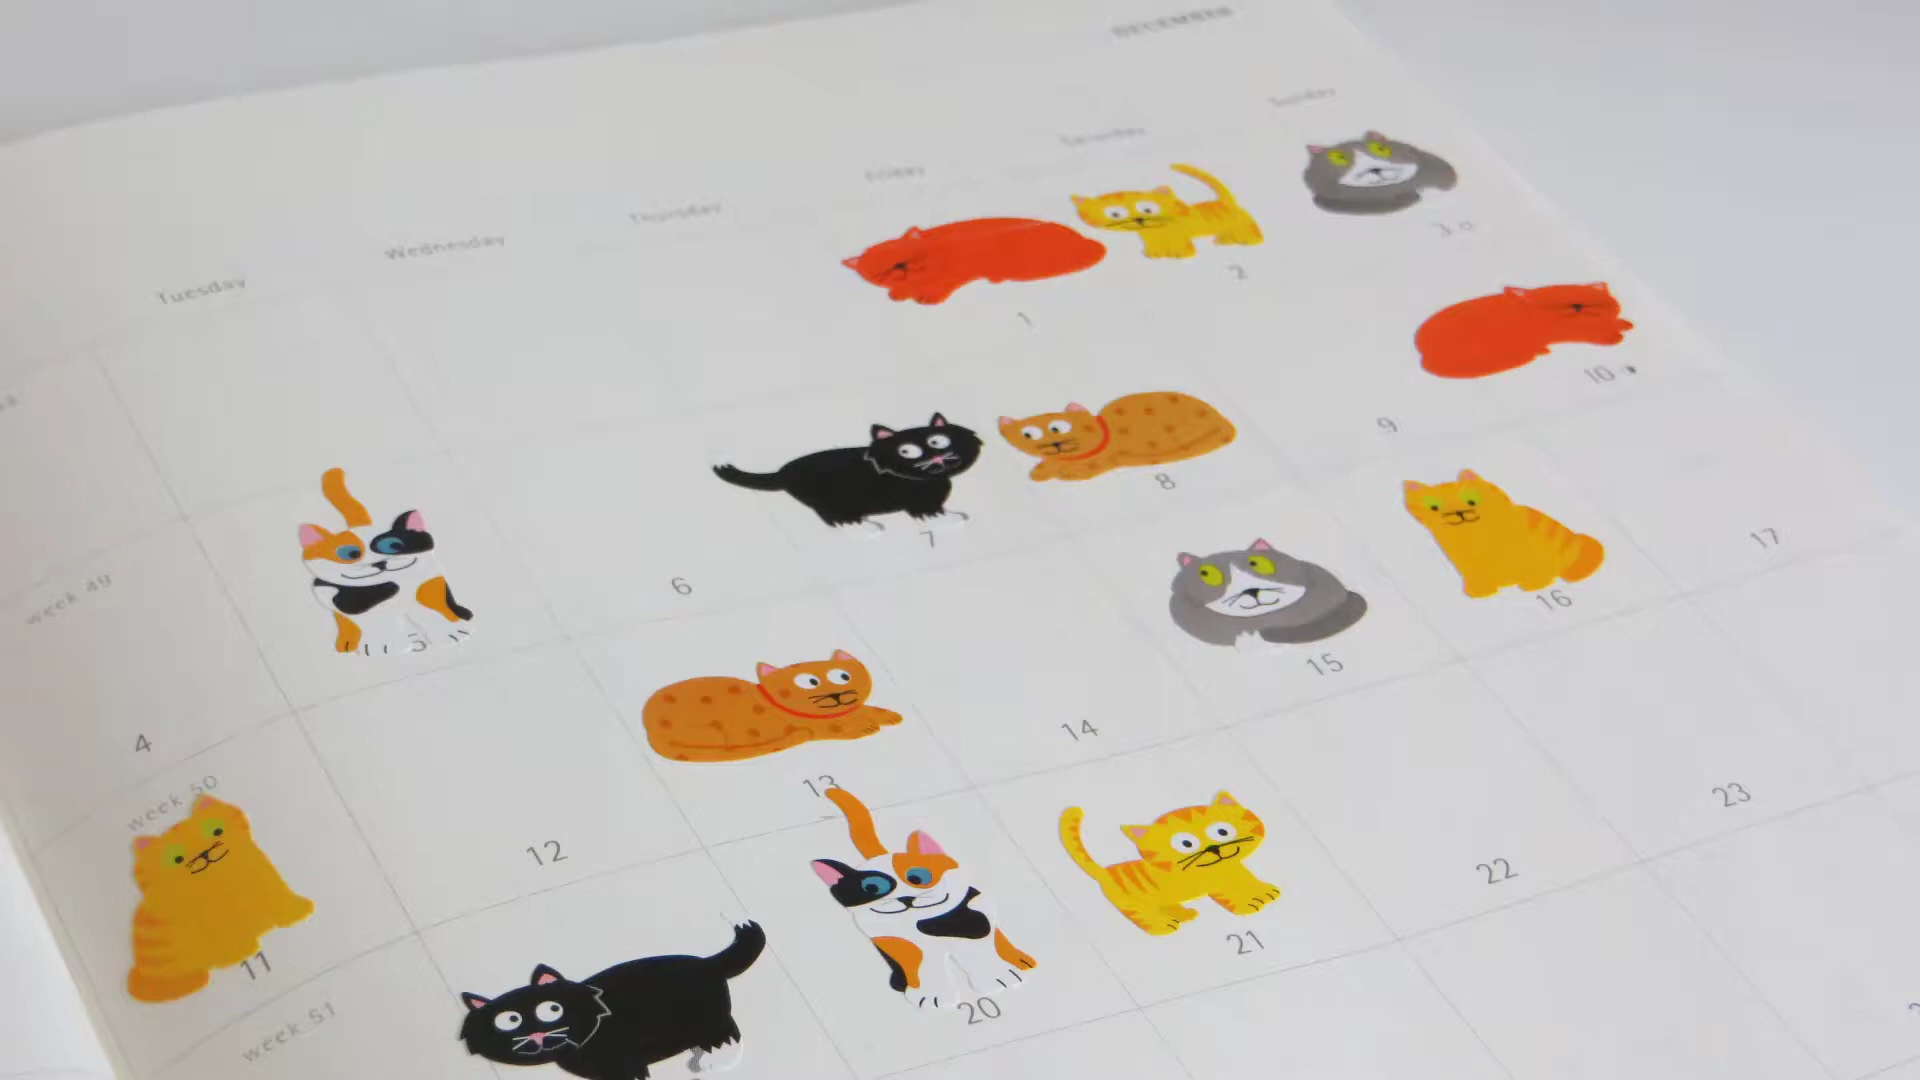 DECEMBER
Tuesday Wednesday Thursday Friday Saturday Sunday
1 2
week 49
4 5 6 7 8 9 10
week 50
11 12 13 14 15 16 17
week 51
20 21 22 23